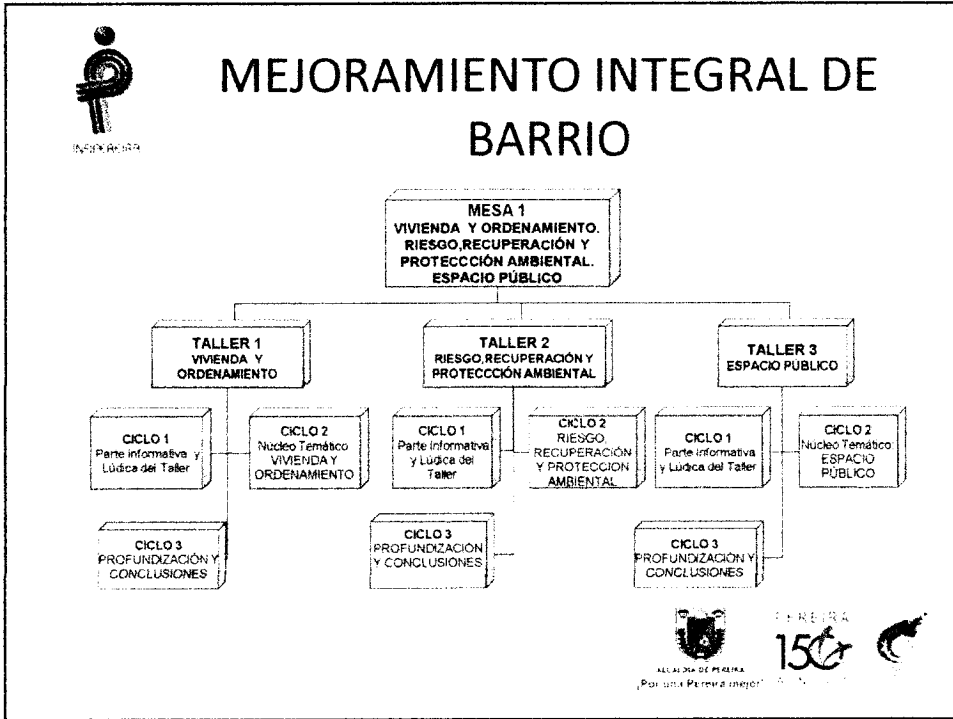 MEJORAMIENTO INTEGRAL DE
BARRIO
MESA 1
VIVIENDA Y ORDENAMIENTO.
RIESGO,RECUPERACIÓN Y
PROTECCCIÓN AMBIENTAL.
ESPACIO PÚBLICO
TALLER 1
VIVIENDA Y
ORDENAMIENTO
TALLER 2
RIESGO,RECUPERACIÓN Y
PROTECCCIÓN AMBIENTAL
TALLER 3
ESPACIO PÚBLICO
CICLO 1
Parte informativa y
Lúdica del Taller
CICLO 2
Núcleo Temático
VIVIENDA Y
ORDENAMIENTO
CICLO 1
Parte informativa
y Lúdica del
Taller
CICLO 2
RIESGO,
RECUPERACIÓN
Y PROTECCION
AMBIENTAL
CICLO 1
Parte informativa
y Lúdica del Taller
CICLO 2
Núcleo Temático:
ESPACIO
PÚBLICO
CICLO 3
PROFUNDIZACIÓN Y
CONCLUSIONES
CICLO 3
PROFUNDIZACIÓN
Y CONCLUSIONES
CICLO 3
PROFUNDIZACIÓN Y
CONCLUSIONES
PEREIRA
150
ALCALDIA DE PEREIRA
¡Por una Pereira mejor!